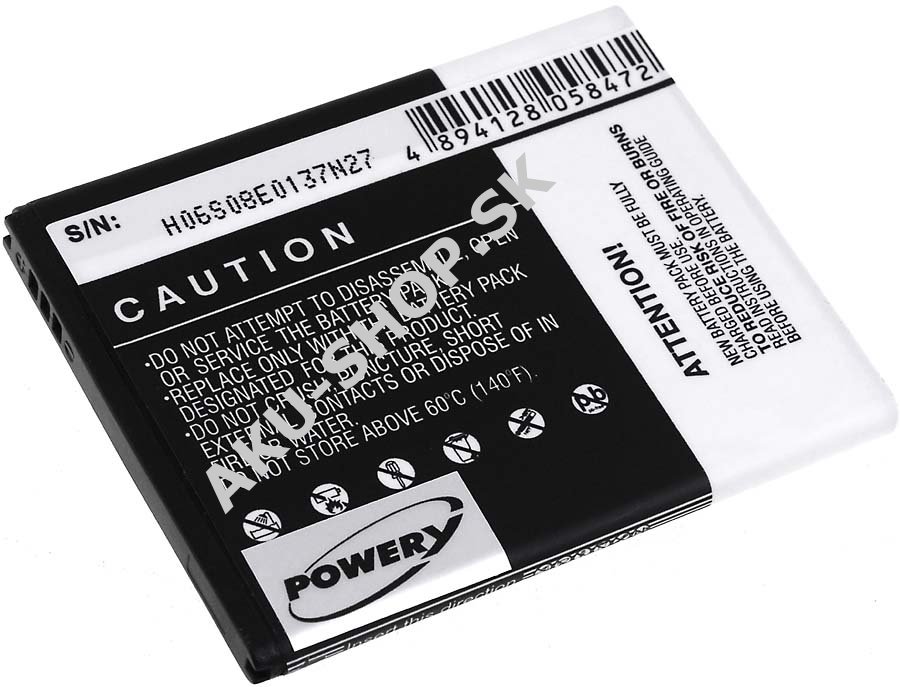 S/N:
H06S08E0137N27
4 894128 058472
CAUTION
•DO NOT ATTEMPT TO DISASSEMBLE, OPEN
OR SERVICE THE BATTERY PACK.
•REPLACE ONLY WITH BATTERY PACK
DESIGNATED FOR PRODUCT.
•DO NOT CRUSH, PUNCTURE, SHORT
EXTERNAL CONTACTS OR DISPOSE OF IN
FIRE OR WATER.
•DO NOT STORE ABOVE 60°C (140°F).
ATTENTION!
NEW BATTERY PACK MUST BE FULLY
CHARGED BEFORE USE.
TO REDUCE RISK OF FIRE OR BURNS
READ INSTRUCTIONS IN OPERATING GUIDE
BEFORE USING THE BATTERY.
Pb
POWERY
Insert this direction
AKU-SHOP.SK